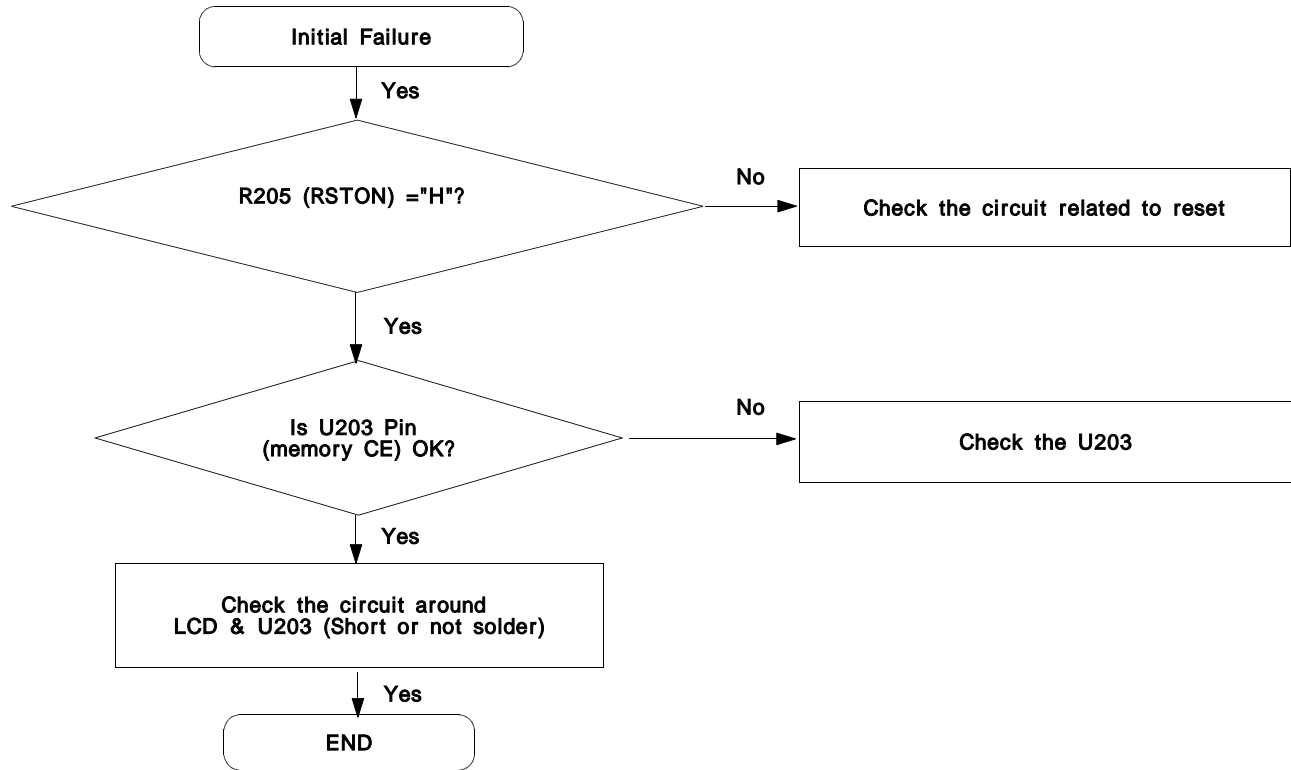 Initial Failure
Yes
R205 (RSTON) ="H"?
No
Check the circuit related to reset
Yes
Is U203 Pin
(memory CE) OK?
No
Check the U203
Yes
Check the circuit around
LCD & U203 (Short or not solder)
Yes
END